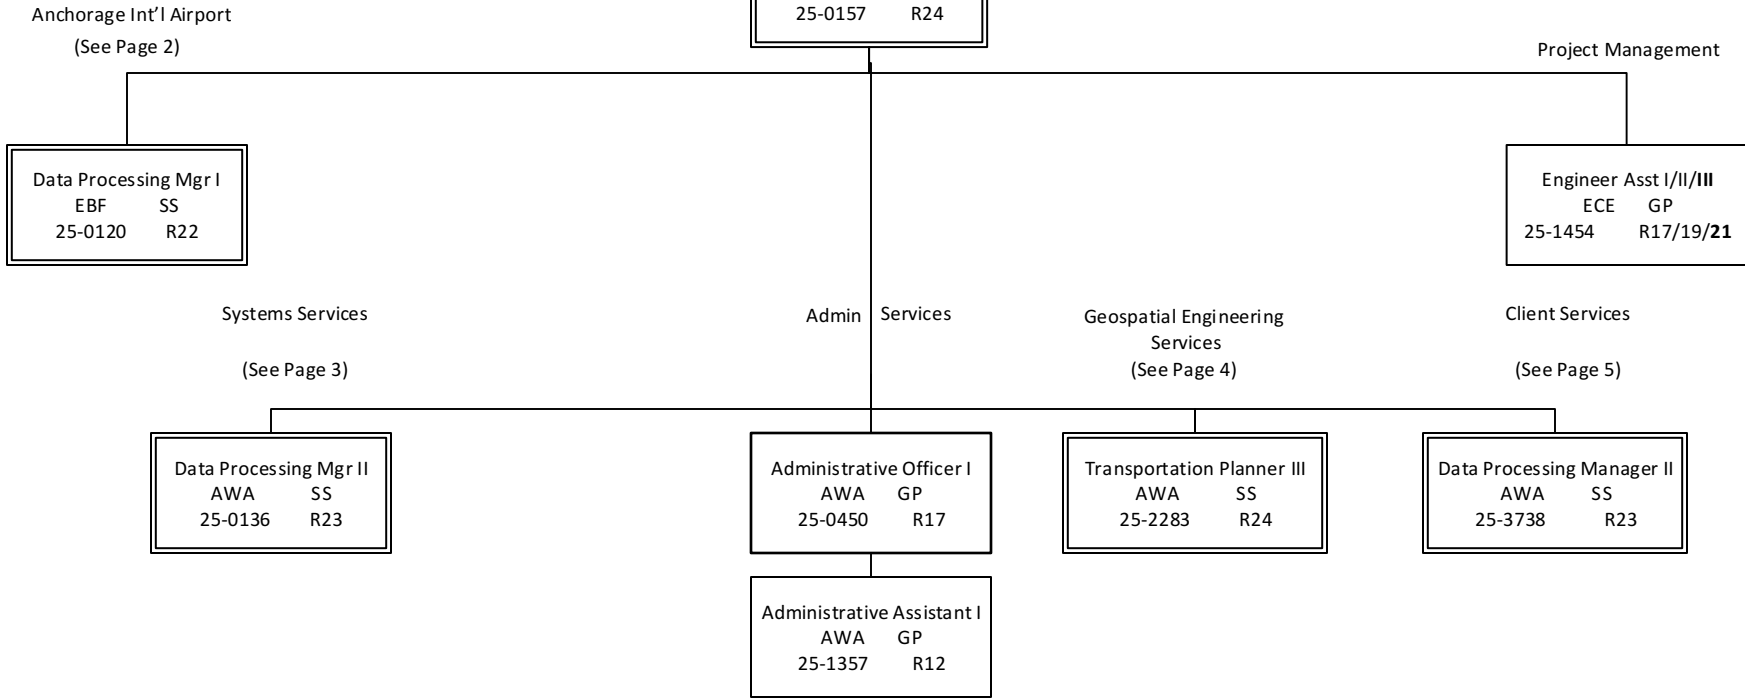 Anchorage Int'l Airport
(See Page 2)
25-0157 R24
Project Management
Data Processing Mgr I
EBF SS
25-0120 R22
Engineer Asst I/II/III
ECE GP
25-1454 R17/19/21
Systems Services
(See Page 3)
Admin Services
Geospatial Engineering
Services
(See Page 4)
Client Services
(See Page 5)
Data Processing Mgr II
AWA SS
25-0136 R23
Administrative Officer I
AWA GP
25-0450 R17
Transportation Planner III
AWA SS
25-2283 R24
Data Processing Manager II
AWA SS
25-3738 R23
Administrative Assistant I
AWA GP
25-1357 R12